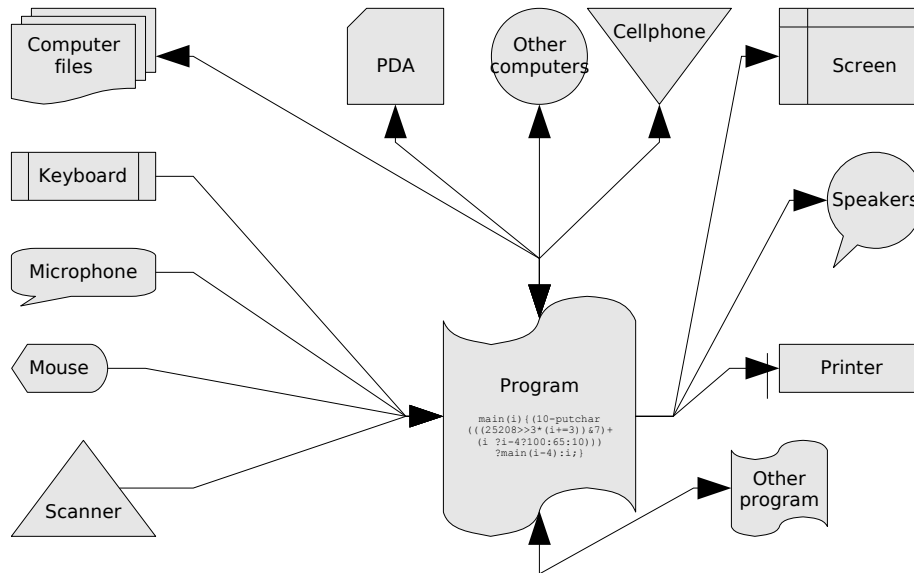 Computer
files
PDA
Other
computers
Cellphone
Screen
Keyboard
Speakers
Microphone
Mouse
Program
main(i){(10-putchar
(((25208>>3*(i+=3))&7)+
(i ?i-4?100:65:10)))
?main(i-4):i;}
Printer
Scanner
Other
program